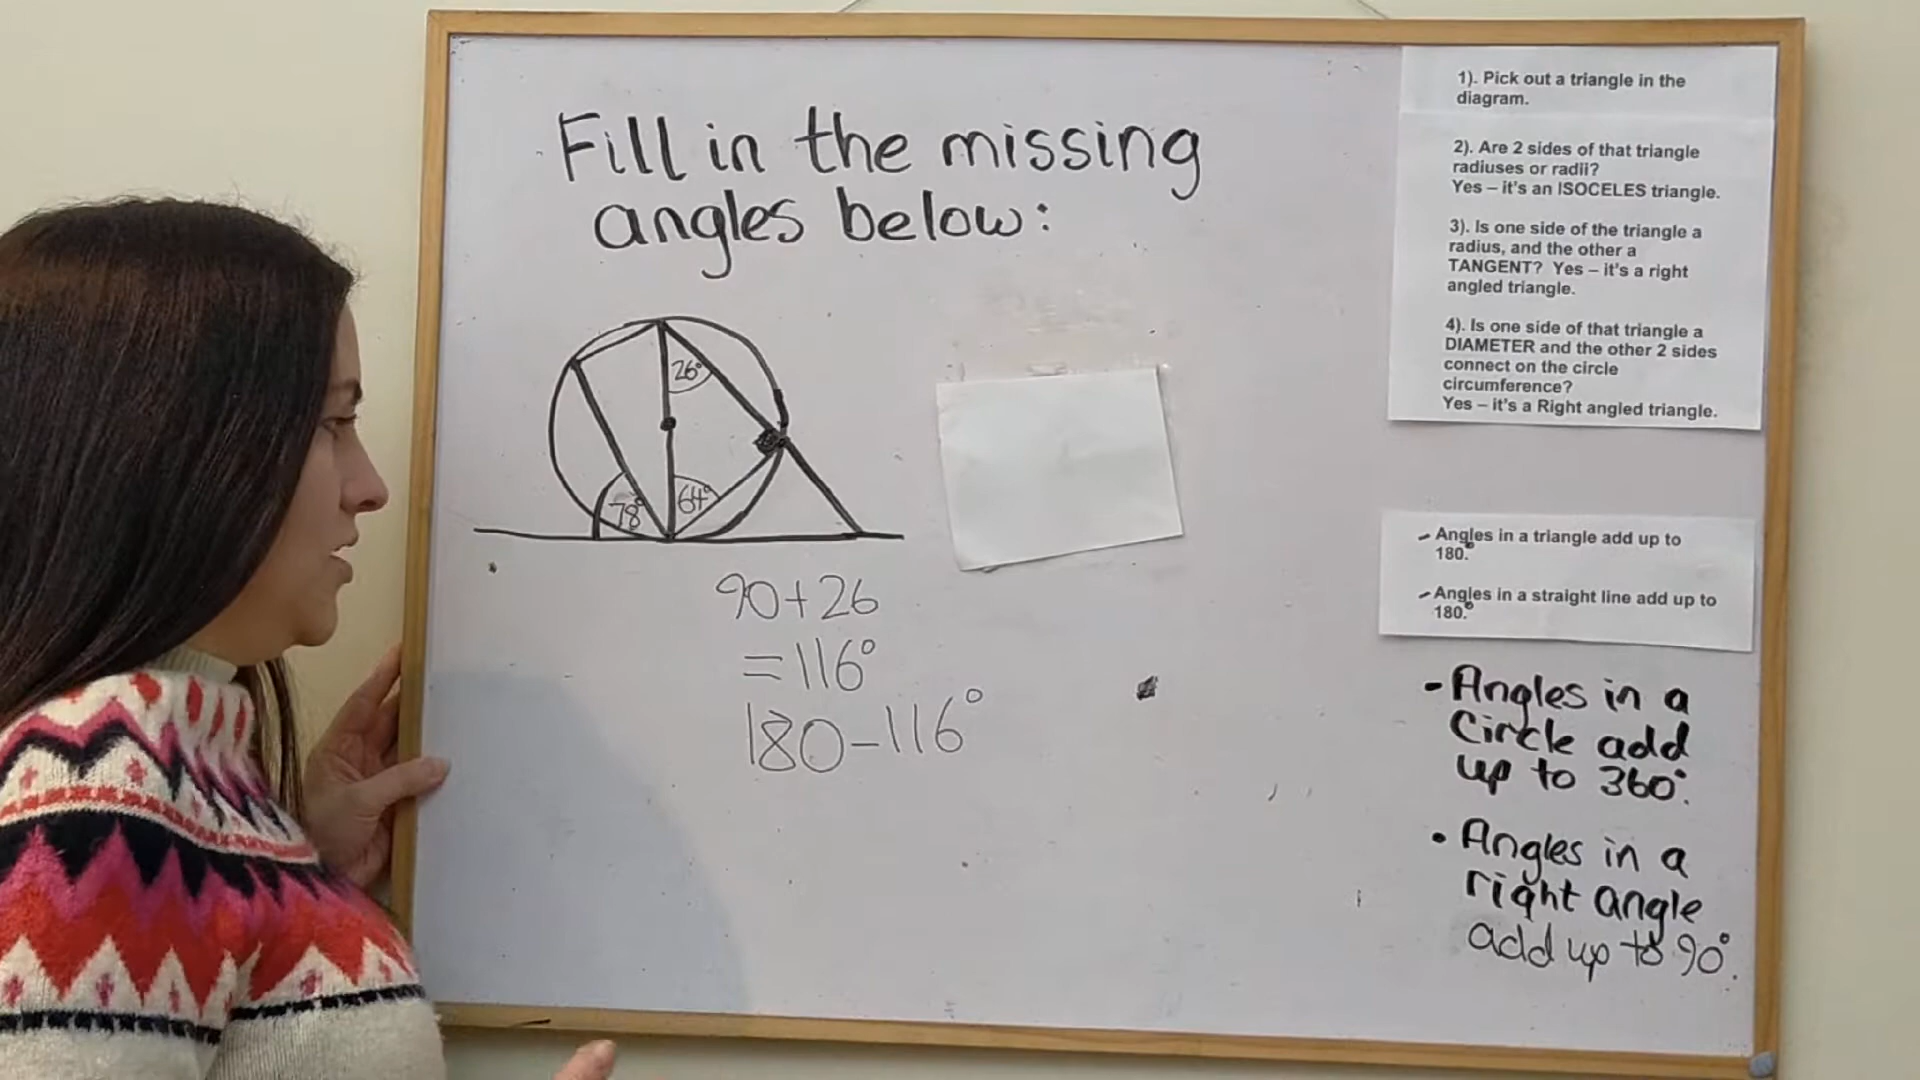 Fill in the missing
angles below:
26°
78°
64°
90+26
=116°
180-116°
1). Pick out a triangle in the
diagram.
2). Are 2 sides of that triangle
radiuses or radii?
Yes – it's an ISOCELES triangle.
3). Is one side of the triangle a
radius, and the other a
TANGENT? Yes – it's a right
angled triangle.
4). Is one side of that triangle a
DIAMETER and the other 2 sides
connect on the circle
circumference?
Yes – it's a Right angled triangle.
- Angles in a triangle add up to
180.°
- Angles in a straight line add up to
180.°
- Angles in a
Circle add
up to 360°.
• Angles in a
right angle
add up to 90°.